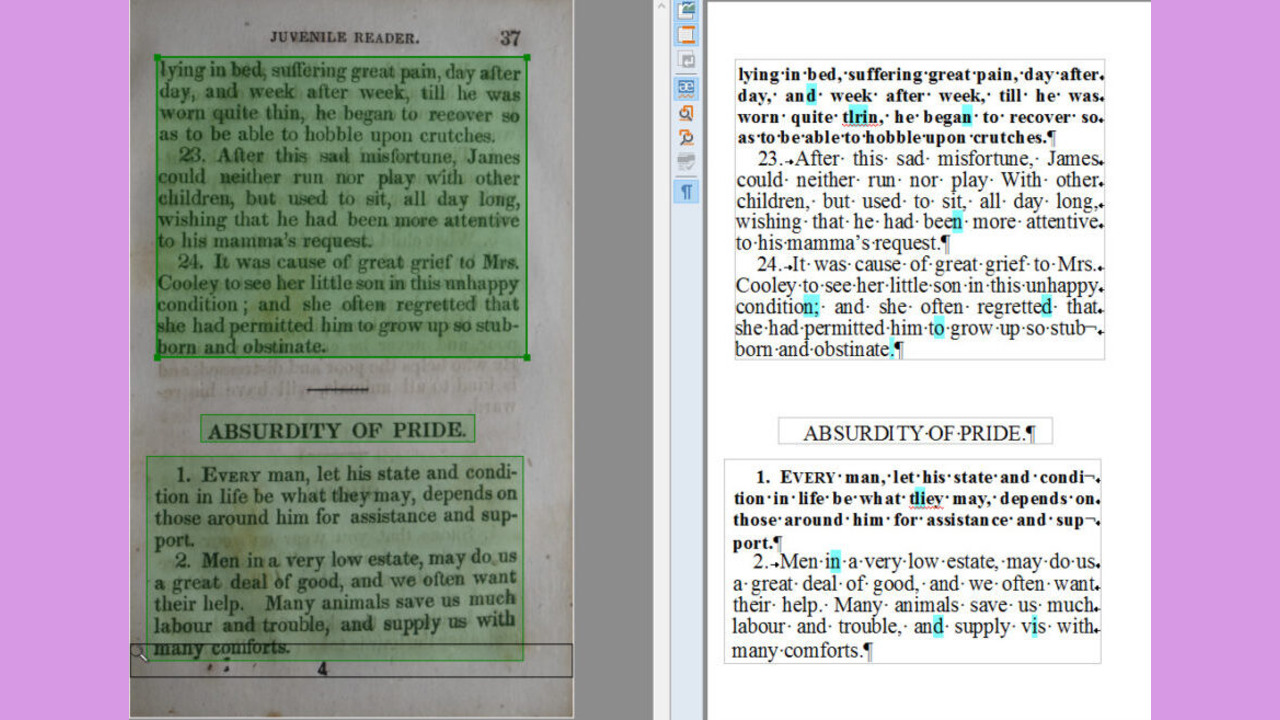 JUVENILE READER. 37
lying in bed, suffering great pain, day after
day, and week after week, till he was
worn quite thin, he began to recover so
as to be able to hobble upon crutches.
23. After this sad misfortune, James
could neither run nor play with other
children, but used to sit, all day long,
wishing that he had been more attentive
to his mamma's request.
24. It was cause of great grief to Mrs.
Cooley to see her little son in this unhappy
condition; and she often regretted that
she had permitted him to grow up so stub-
born and obstinate.
ABSURDITY OF PRIDE.
1. EVERY man, let his state and condi-
tion in life be what they may, depends on
those around him for assistance and sup-
port.
2. Men in a very low estate, may do us
a great deal of good, and we often want
their help. Many animals save us much
labour and trouble, and supply us with
many comforts.
4
lying in bed, suffering great pain, day after
day, and week after week, till he was
worn quite tlrin, he began to recover so
as to be able to hobble upon crutches.¶
23. After this sad misfortune, James
could neither run nor play With other
children, but used to sit, all day long,
wishing that he had been more attentive
to his mamma's request.¶
24. It was cause of great grief to Mrs.
Cooley to see her little son in this unhappy
condition; and she often regretted that
she had permitted him to grow up so stub¬
born and obstinate.¶
ABSURDITY OF PRIDE.¶
1. EVERY man, let his state and condi¬
tion in life be what tliey may, depends on
those around him for assistance and sup¬
port.¶
2. Men in a very low estate, may do us
a great deal of good, and we often want
their help. Many animals save us much
labour and trouble, and supply vis with
many comforts.¶